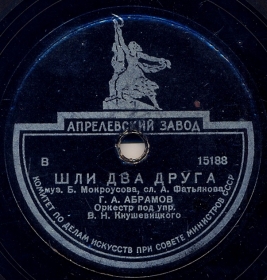 АПРЕЛЕВСКИЙ ЗАВОД
В 15188
ШЛИ ДВА ДРУГА
муз. Б. Мокроусова, сл. А. Фатьянова
Г. А. АБРАМОВ
Оркестр под упр.
В. Н. Кнушевицкого
КОМИТЕТ ПО ДЕЛАМ ИСКУССТВ ПРИ СОВЕТЕ МИНИСТРОВ СССР